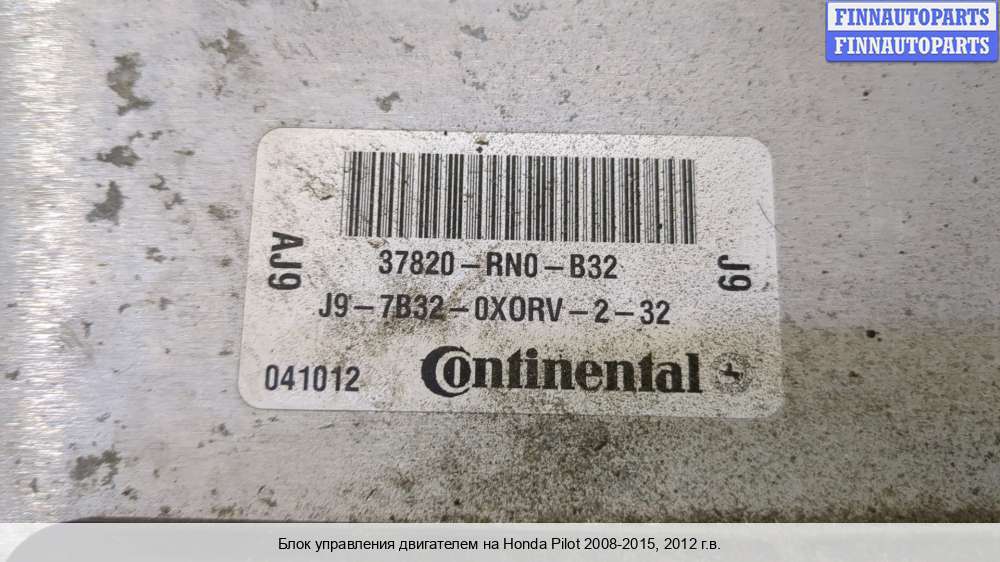 FINNAUTOPARTS
FINNAUTOPARTS
AJ9
37820-RN0-B32
J9
J9-7B32-0XORV-2-32
041012
Continental
Блок управления двигателем на Honda Pilot 2008-2015, 2012 г.в.